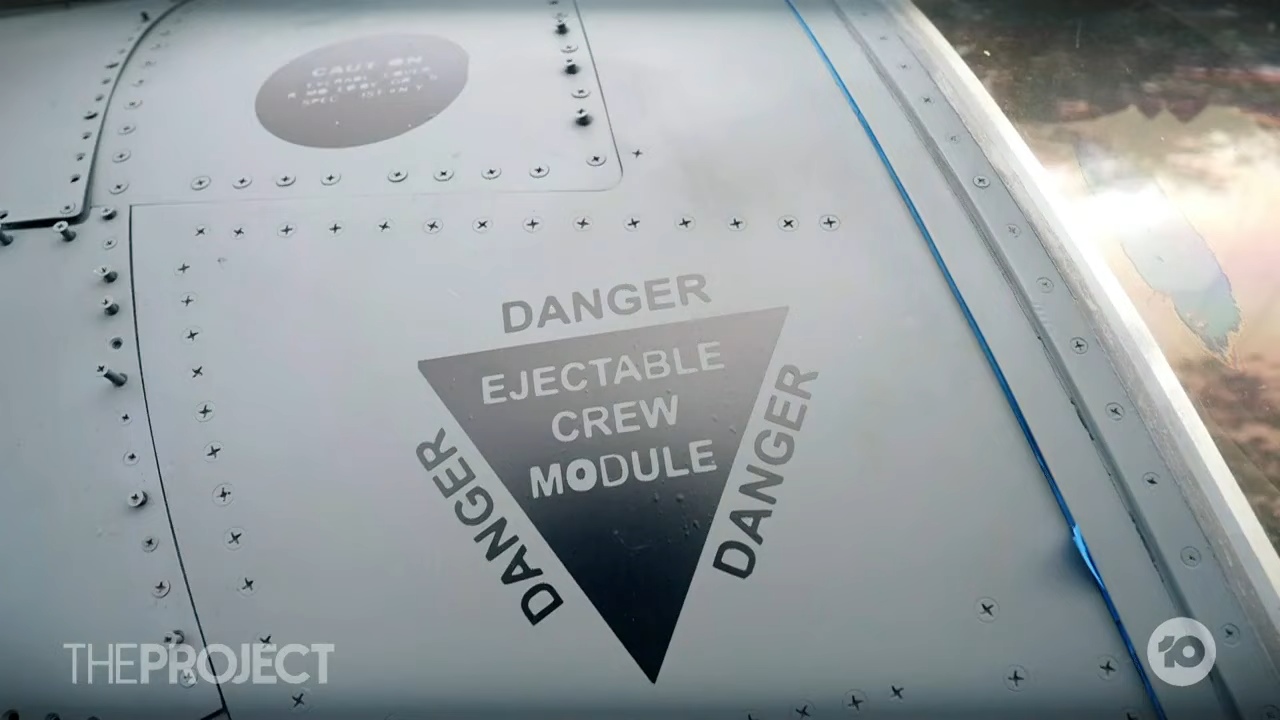 DANGER
EJECTABLE
CREW
MODULE
DANGER
DANGER
THEPROJECT
10